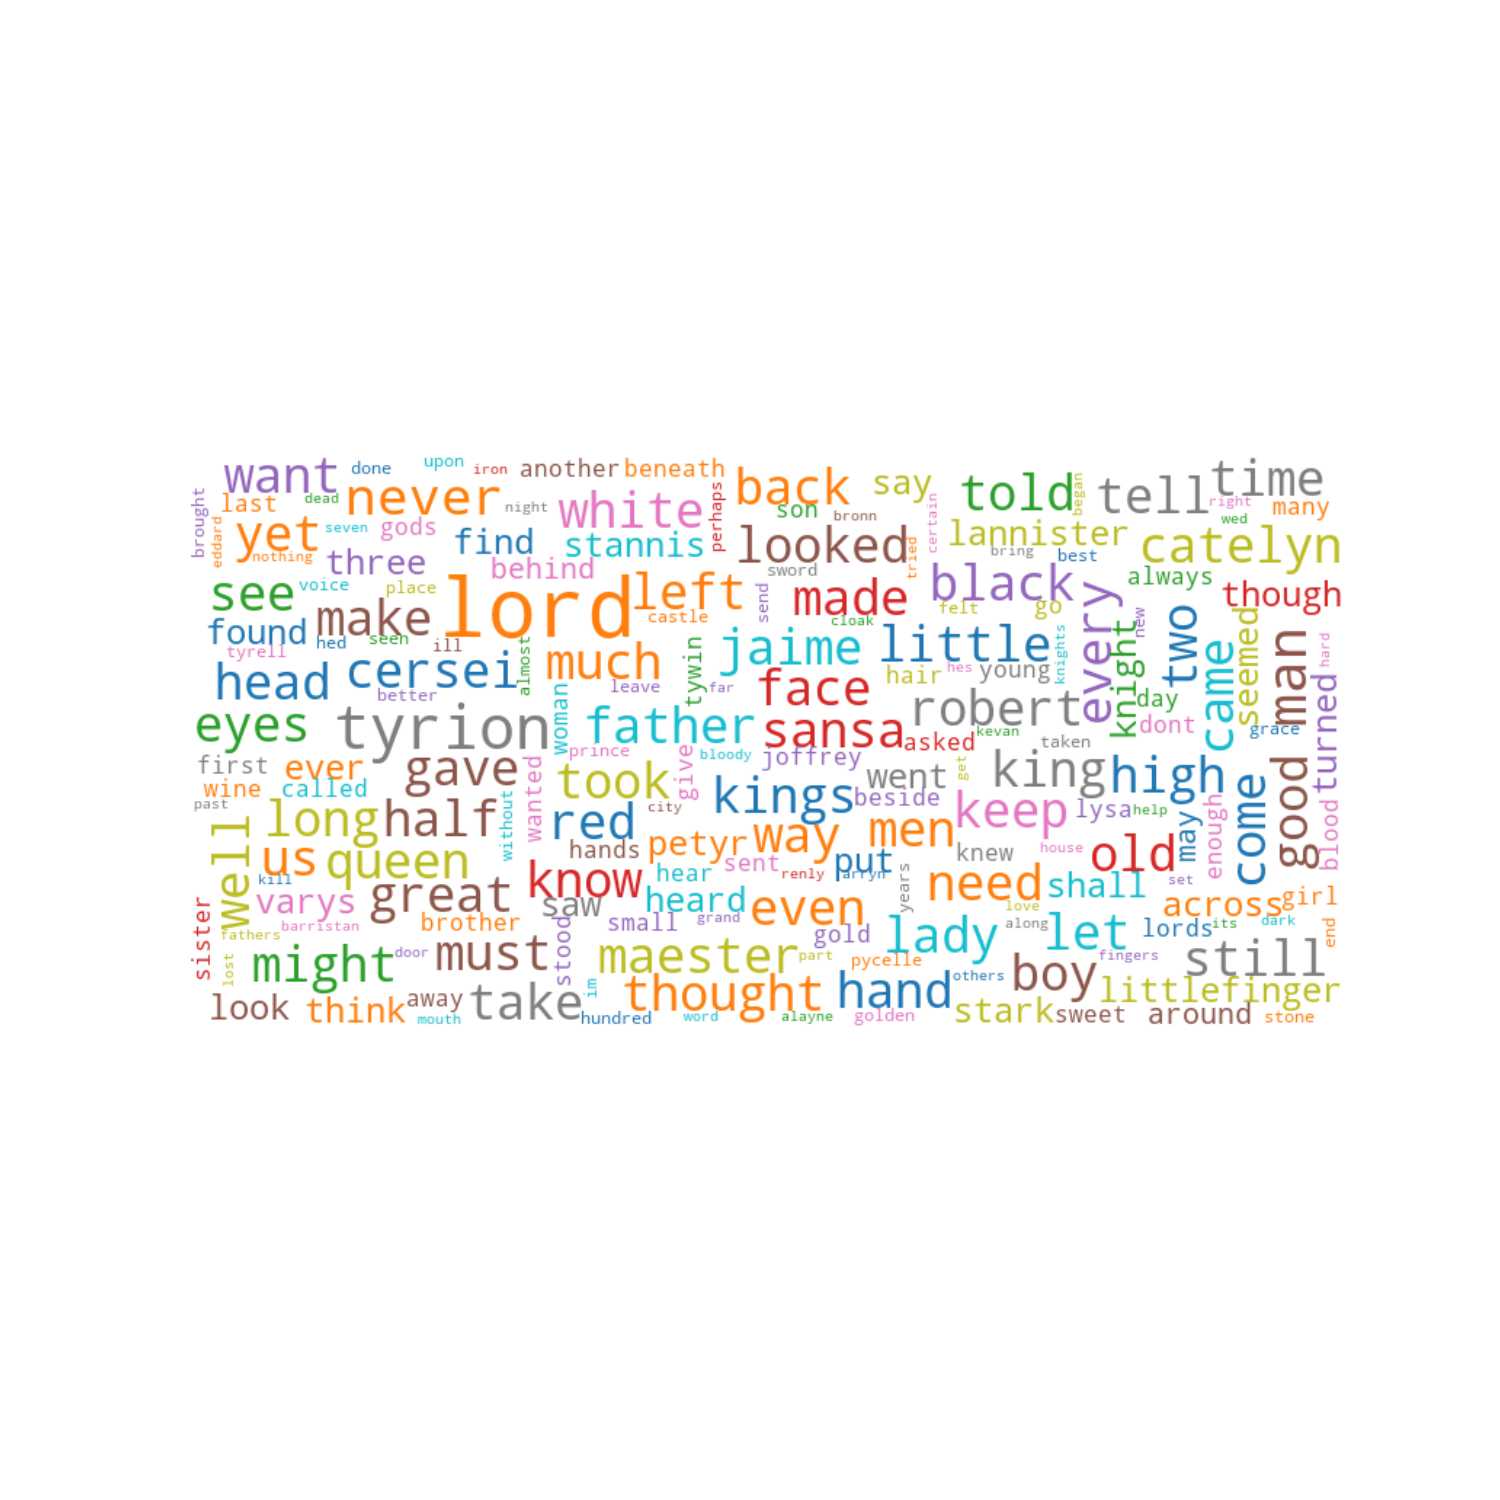 want done upon iron another beneath back say told began tell time
brought last dead never night white perhaps son bronn certain lannister right many
eddard yet seven gods find stannis looked tried bring wed best catelyn
nothing three behind sword black always
see voice place lord left send made felt go every though
found make castle cloak new two seemed
tyrell hed seen ill almost much tywin jaime little knights knight came man hard
head cersei better leave far face hair hes young day turned
eyes tyrion woman father sansa robert dont grace
first prince bloody joffrey asked kevan taken
ever gave wanted took give went get king high good
wine called kings beside
past long half without red city way men keep lysa help may enough come blood
well us queen hands petyr put knew house old
kill know hear sent renly arryn years need shall set
varys great saw heard even love across girl
sister barristan brother small grand along lords its dark
fathers stood gold lady let end
lost might door must maester part pycelle others boy fingers still
look think away take im thought hand littlefinger
mouth hundred word alayne golden stark sweet around stone